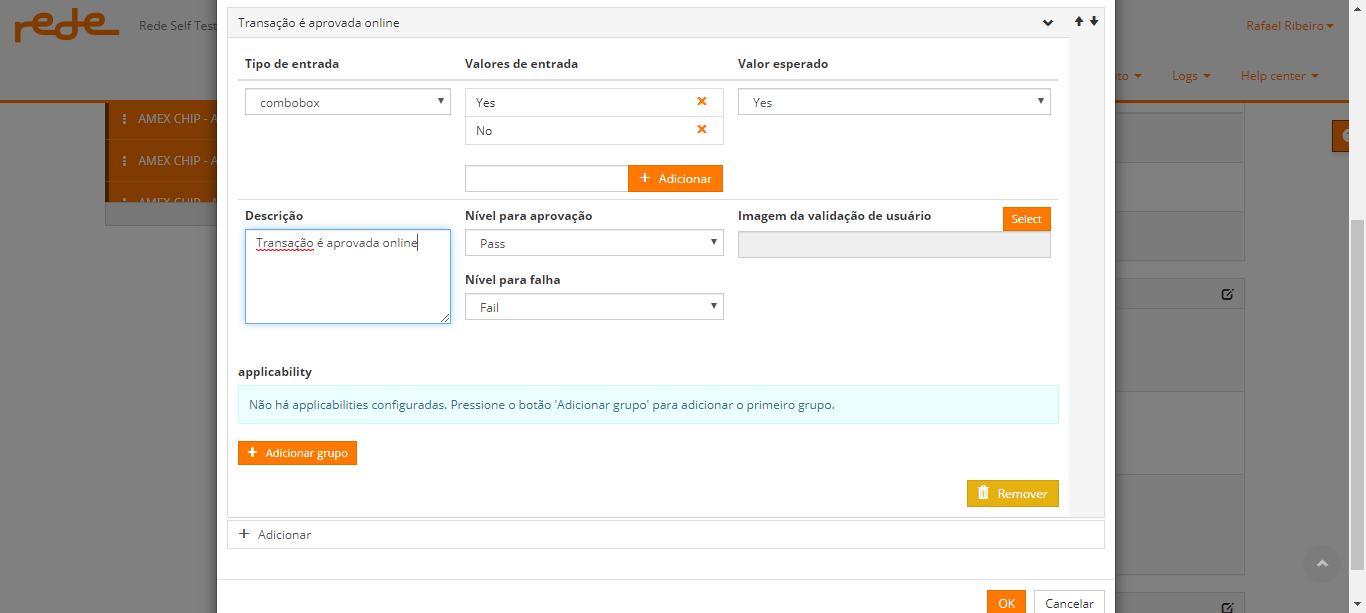 rede
Rede Self Test
Rafael Ribeiro
Logs
Help center
AMEX CHIP - A
AMEX CHIP - A
AMEX CHIP - A
Transação é aprovada online
Tipo de entrada
Valores de entrada
Valor esperado
combobox
Yes
No
Yes
+ Adicionar
Descrição
Nível para aprovação
Imagem da validação de usuário
Select
Transação é aprovada online
Pass
Nível para falha
Fail
applicability
Não há applicabilities configuradas. Pressione o botão 'Adicionar grupo' para adicionar o primeiro grupo.
+ Adicionar grupo
Remover
+ Adicionar
OK
Cancelar